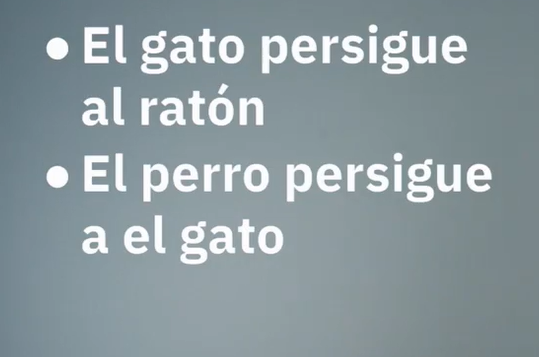 • El gato persigue
al ratón
• El perro persigue
a el gato